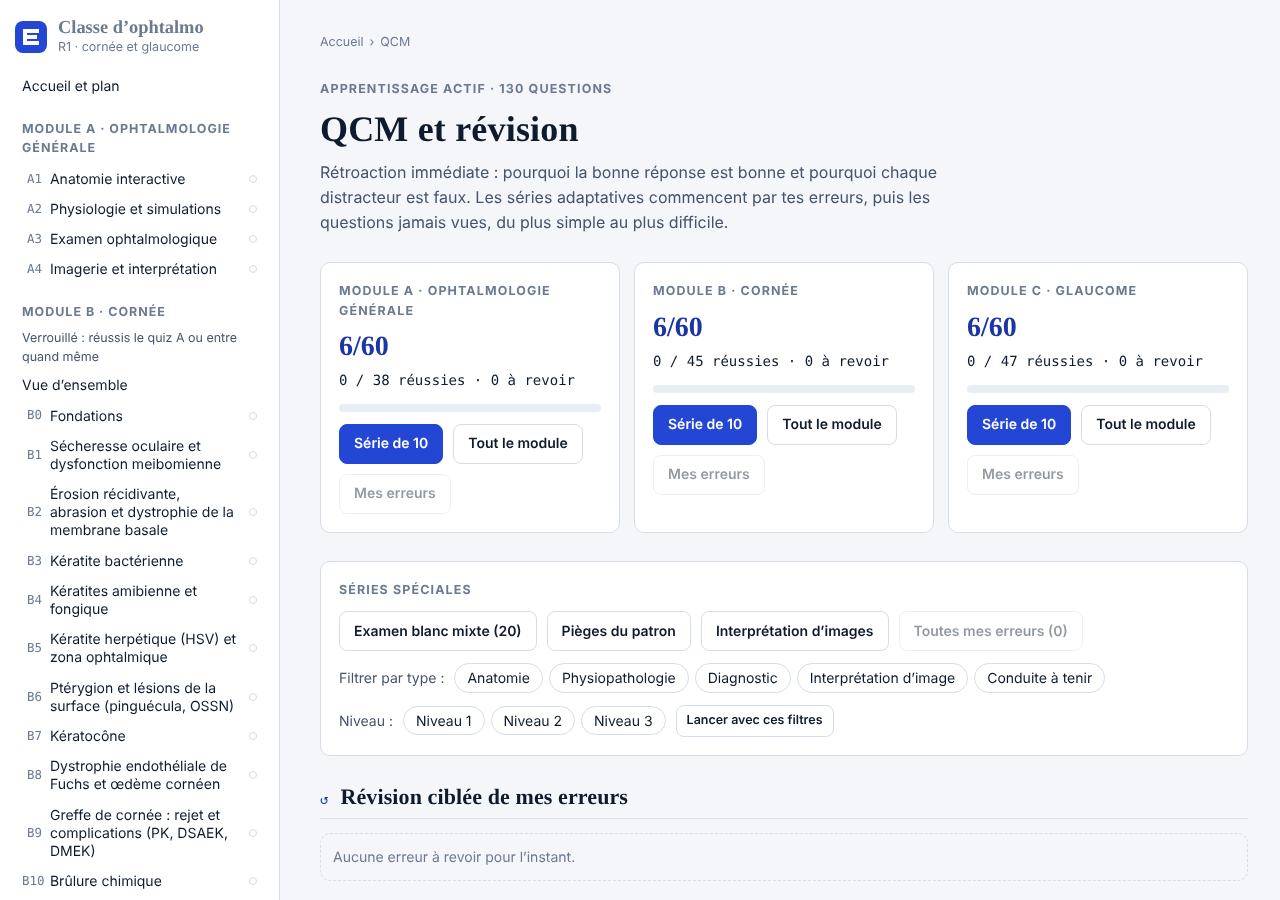 Classe d’ophtalmo
R1 · cornée et glaucome
Accueil et plan
MODULE A · OPHTALMOLOGIE
GÉNÉRALE
A1 Anatomie interactive
A2 Physiologie et simulations
A3 Examen ophtalmologique
A4 Imagerie et interprétation
MODULE B · CORNÉE
Verrouillé : réussis le quiz A ou entre
quand même
Vue d’ensemble
B0 Fondations
B1 Sécheresse oculaire et
dysfonction meibomienne
B2 Érosion récidivante,
abrasion et dystrophie de la
membrane basale
B3 Kératite bactérienne
B4 Kératites amibienne et
fongique
B5 Kératite herpétique (HSV) et
zona ophtalmique
B6 Ptérygion et lésions de la
surface (pinguécula, OSSN)
B7 Kératocône
B8 Dystrophie endothéliale de
Fuchs et œdème cornéen
B9 Greffe de cornée : rejet et
complications (PK, DSAEK,
DMEK)
B10 Brûlure chimique
Accueil › QCM
APPRENTISSAGE ACTIF · 130 QUESTIONS
QCM et révision
Rétroaction immédiate : pourquoi la bonne réponse est bonne et pourquoi chaque
distracteur est faux. Les séries adaptatives commencent par tes erreurs, puis les
questions jamais vues, du plus simple au plus difficile.
MODULE A · OPHTALMOLOGIE
GÉNÉRALE
6/60
0 / 38 réussies · 0 à revoir
Série de 10 Tout le module
Mes erreurs
MODULE B · CORNÉE
6/60
0 / 45 réussies · 0 à revoir
Série de 10 Tout le module
Mes erreurs
MODULE C · GLAUCOME
6/60
0 / 47 réussies · 0 à revoir
Série de 10 Tout le module
Mes erreurs
SÉRIES SPÉCIALES
Examen blanc mixte (20) Pièges du patron Interprétation d’images Toutes mes erreurs (0)
Filtrer par type : Anatomie Physiopathologie Diagnostic Interprétation d’image Conduite à tenir
Niveau : Niveau 1 Niveau 2 Niveau 3 Lancer avec ces filtres
↺ Révision ciblée de mes erreurs
Aucune erreur à revoir pour l’instant.